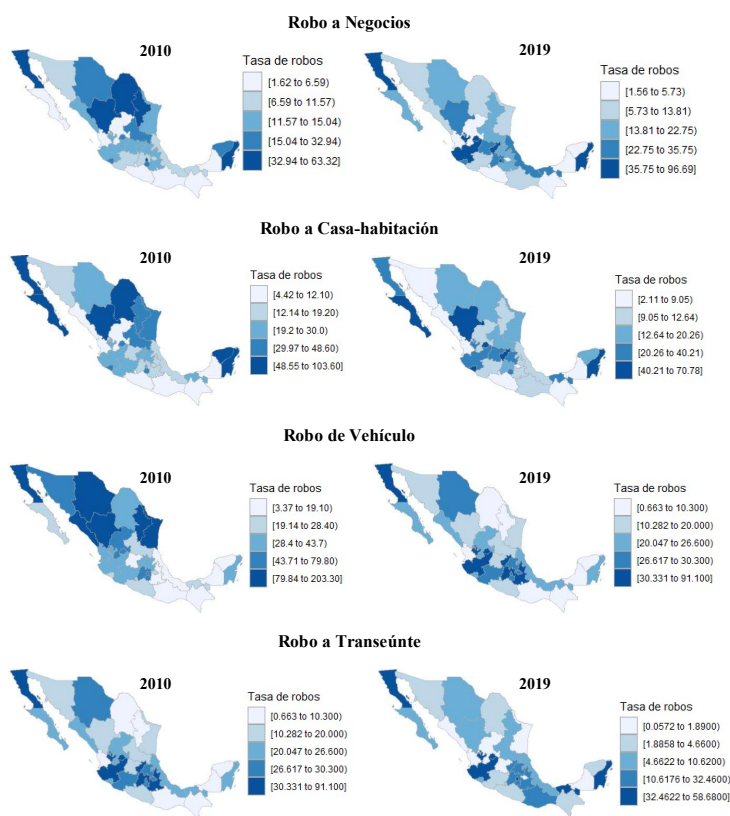 Robo a Negocios
2010
Tasa de robos
[1.62 to 6.59)
[6.59 to 11.57)
[11.57 to 15.04)
[15.04 to 32.94)
[32.94 to 63.32]
2019
Tasa de robos
[1.56 to 5.73)
[5.73 to 13.81)
[13.81 to 22.75)
[22.75 to 35.75)
[35.75 to 96.69]
Robo a Casa-habitación
2010
Tasa de robos
[4.42 to 12.10)
[12.14 to 19.20)
[19.2 to 30.0)
[29.97 to 48.60)
[48.55 to 103.60]
2019
Tasa de robos
[2.11 to 9.05)
[9.05 to 12.64)
[12.64 to 20.26)
[20.26 to 40.21)
[40.21 to 70.78]
Robo de Vehículo
2010
Tasa de robos
[3.37 to 19.10)
[19.14 to 28.40)
[28.4 to 43.7)
[43.71 to 79.80)
[79.84 to 203.30]
2019
Tasa de robos
[0.663 to 10.300)
[10.282 to 20.000)
[20.047 to 26.600)
[26.617 to 30.300)
[30.331 to 91.100]
Robo a Transeúnte
2010
Tasa de robos
[0.663 to 10.300)
[10.282 to 20.000)
[20.047 to 26.600)
[26.617 to 30.300)
[30.331 to 91.100]
2019
Tasa de robos
[0.0572 to 1.8900)
[1.8858 to 4.6600)
[4.6622 to 10.6200)
[10.6176 to 32.4600)
[32.4622 to 58.6800]